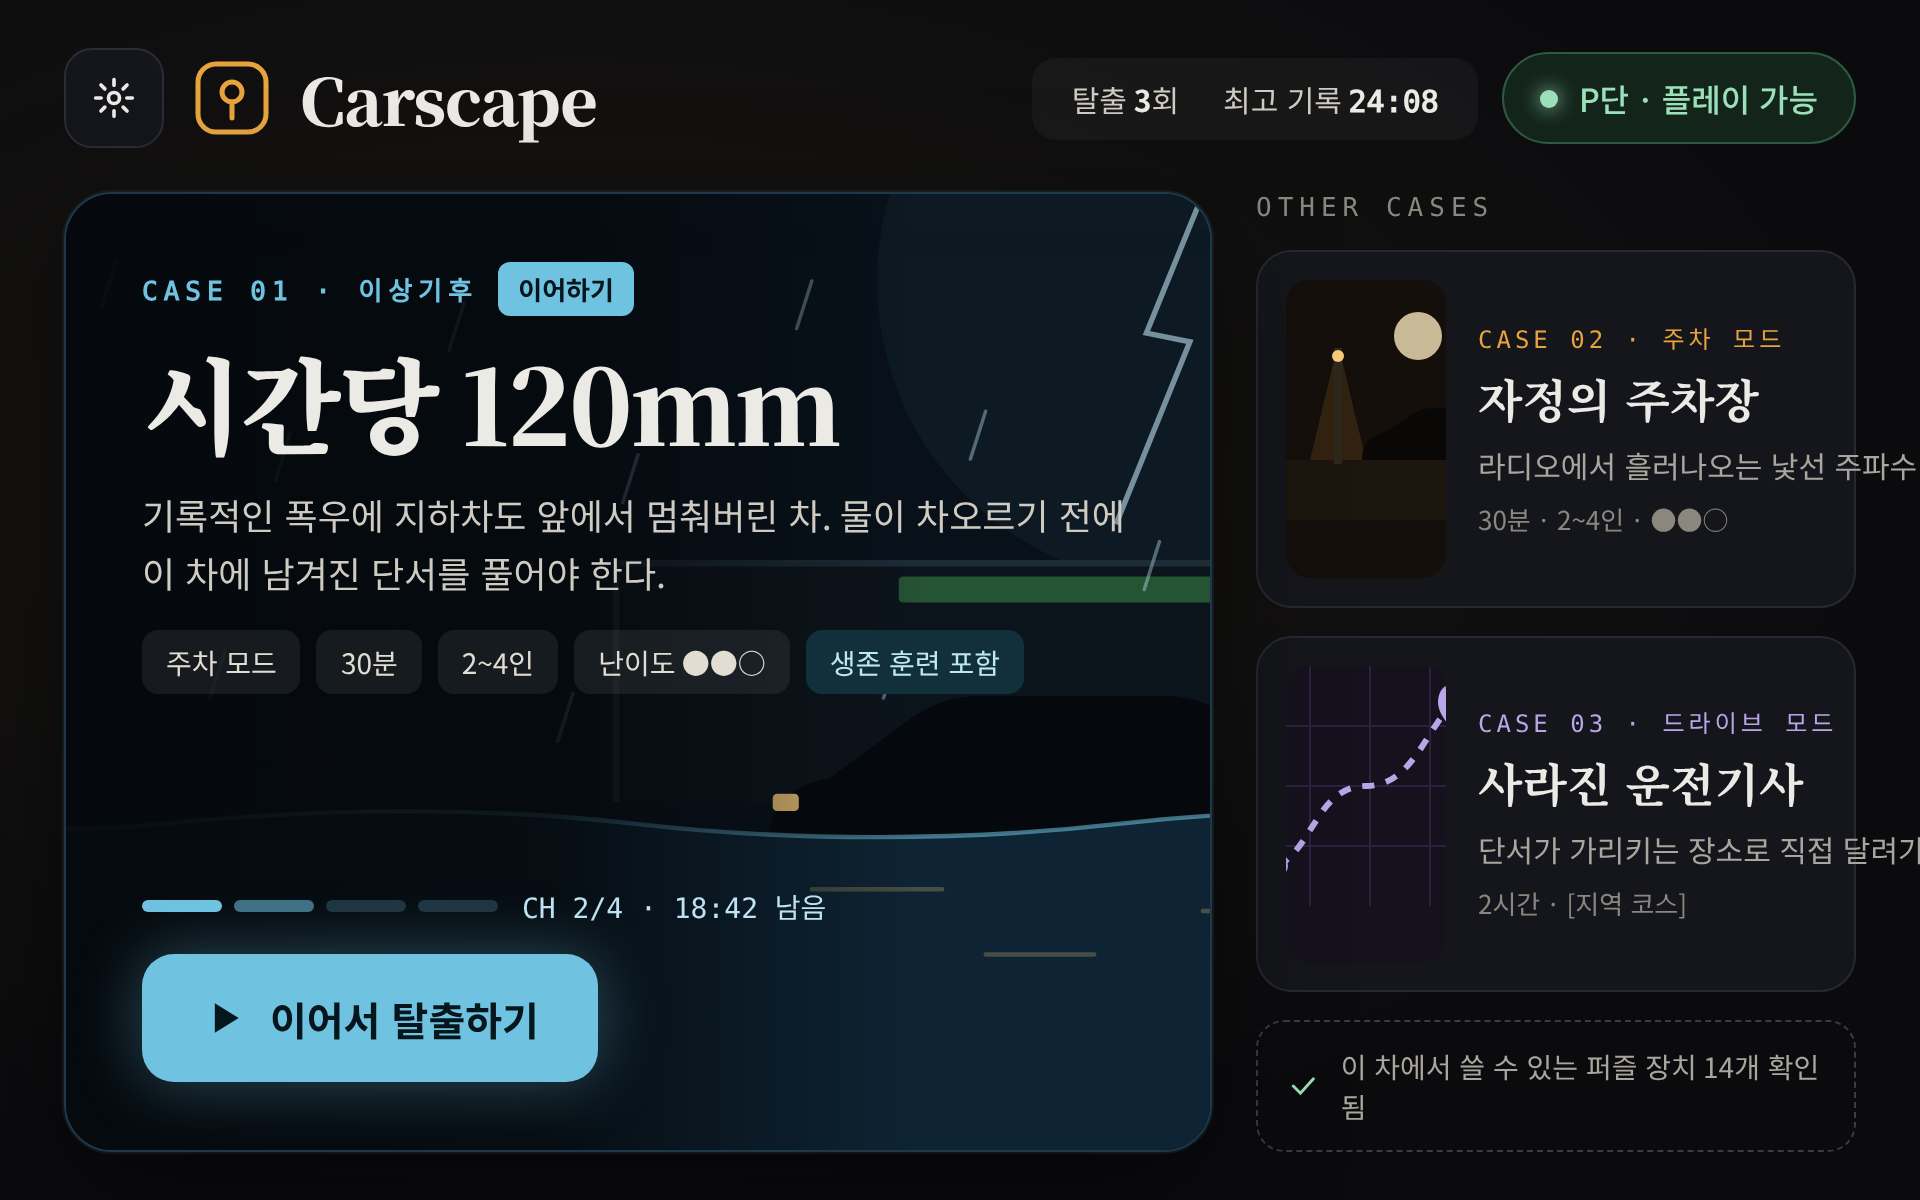 Carscape
탈출 3회
최고 기록 24:08
P단 · 플레이 가능
CASE 01 · 이상기후
이어하기
시간당 120mm
기록적인 폭우에 지하차도 앞에서 멈춰버린 차. 물이 차오르기 전에
이 차에 남겨진 단서를 풀어야 한다.
주차 모드
30분
2~4인
난이도 ●●○
생존 훈련 포함
CH 2/4 · 18:42 남음
▶ 이어서 탈출하기
OTHER CASES
CASE 02 · 주차 모드
자정의 주차장
라디오에서 흘러나오는 낯선 주파수
30분 · 2~4인 · ●●○
CASE 03 · 드라이브 모드
사라진 운전기사
단서가 가리키는 장소로 직접 달려기
2시간 · [지역 코스]
이 차에서 쓸 수 있는 퍼즐 장치 14개 확인
됨